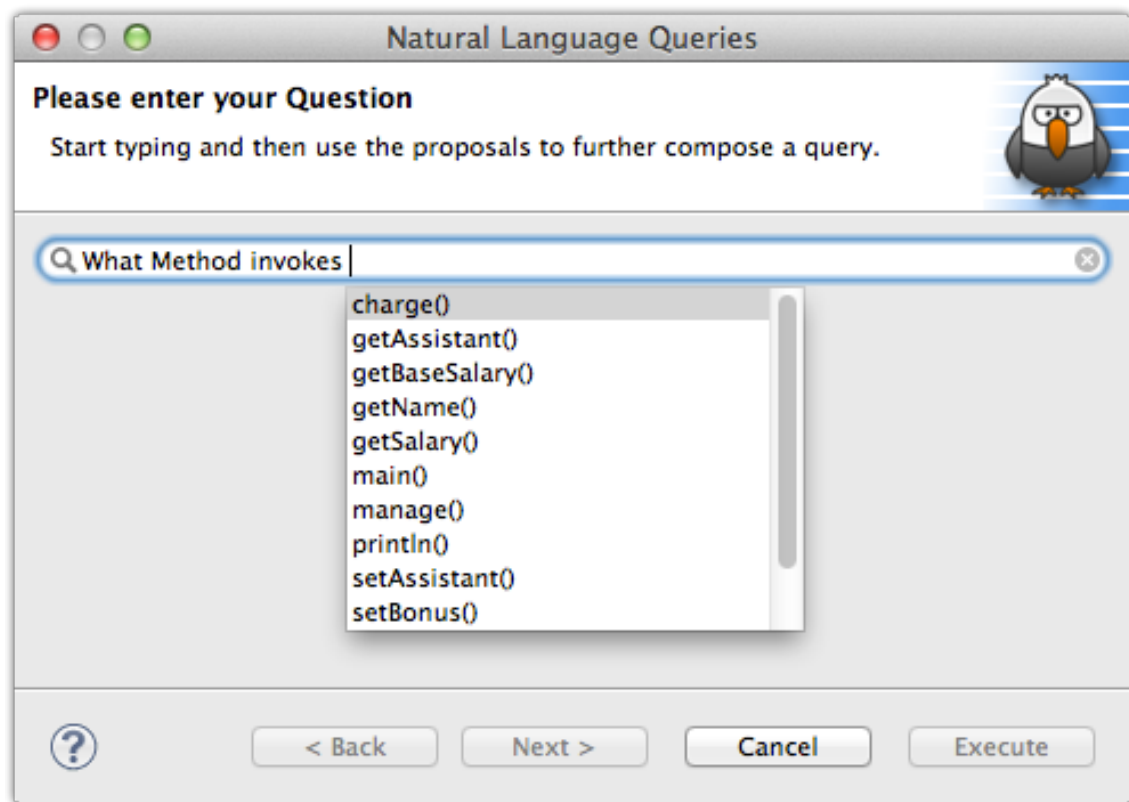 Natural Language Queries
Please enter your Question
Start typing and then use the proposals to further compose a query.
What Method invokes
charge()
getAssistant()
getBaseSalary()
getName()
getSalary()
main()
manage()
println()
setAssistant()
setBonus()
?
< Back
Next >
Cancel
Execute